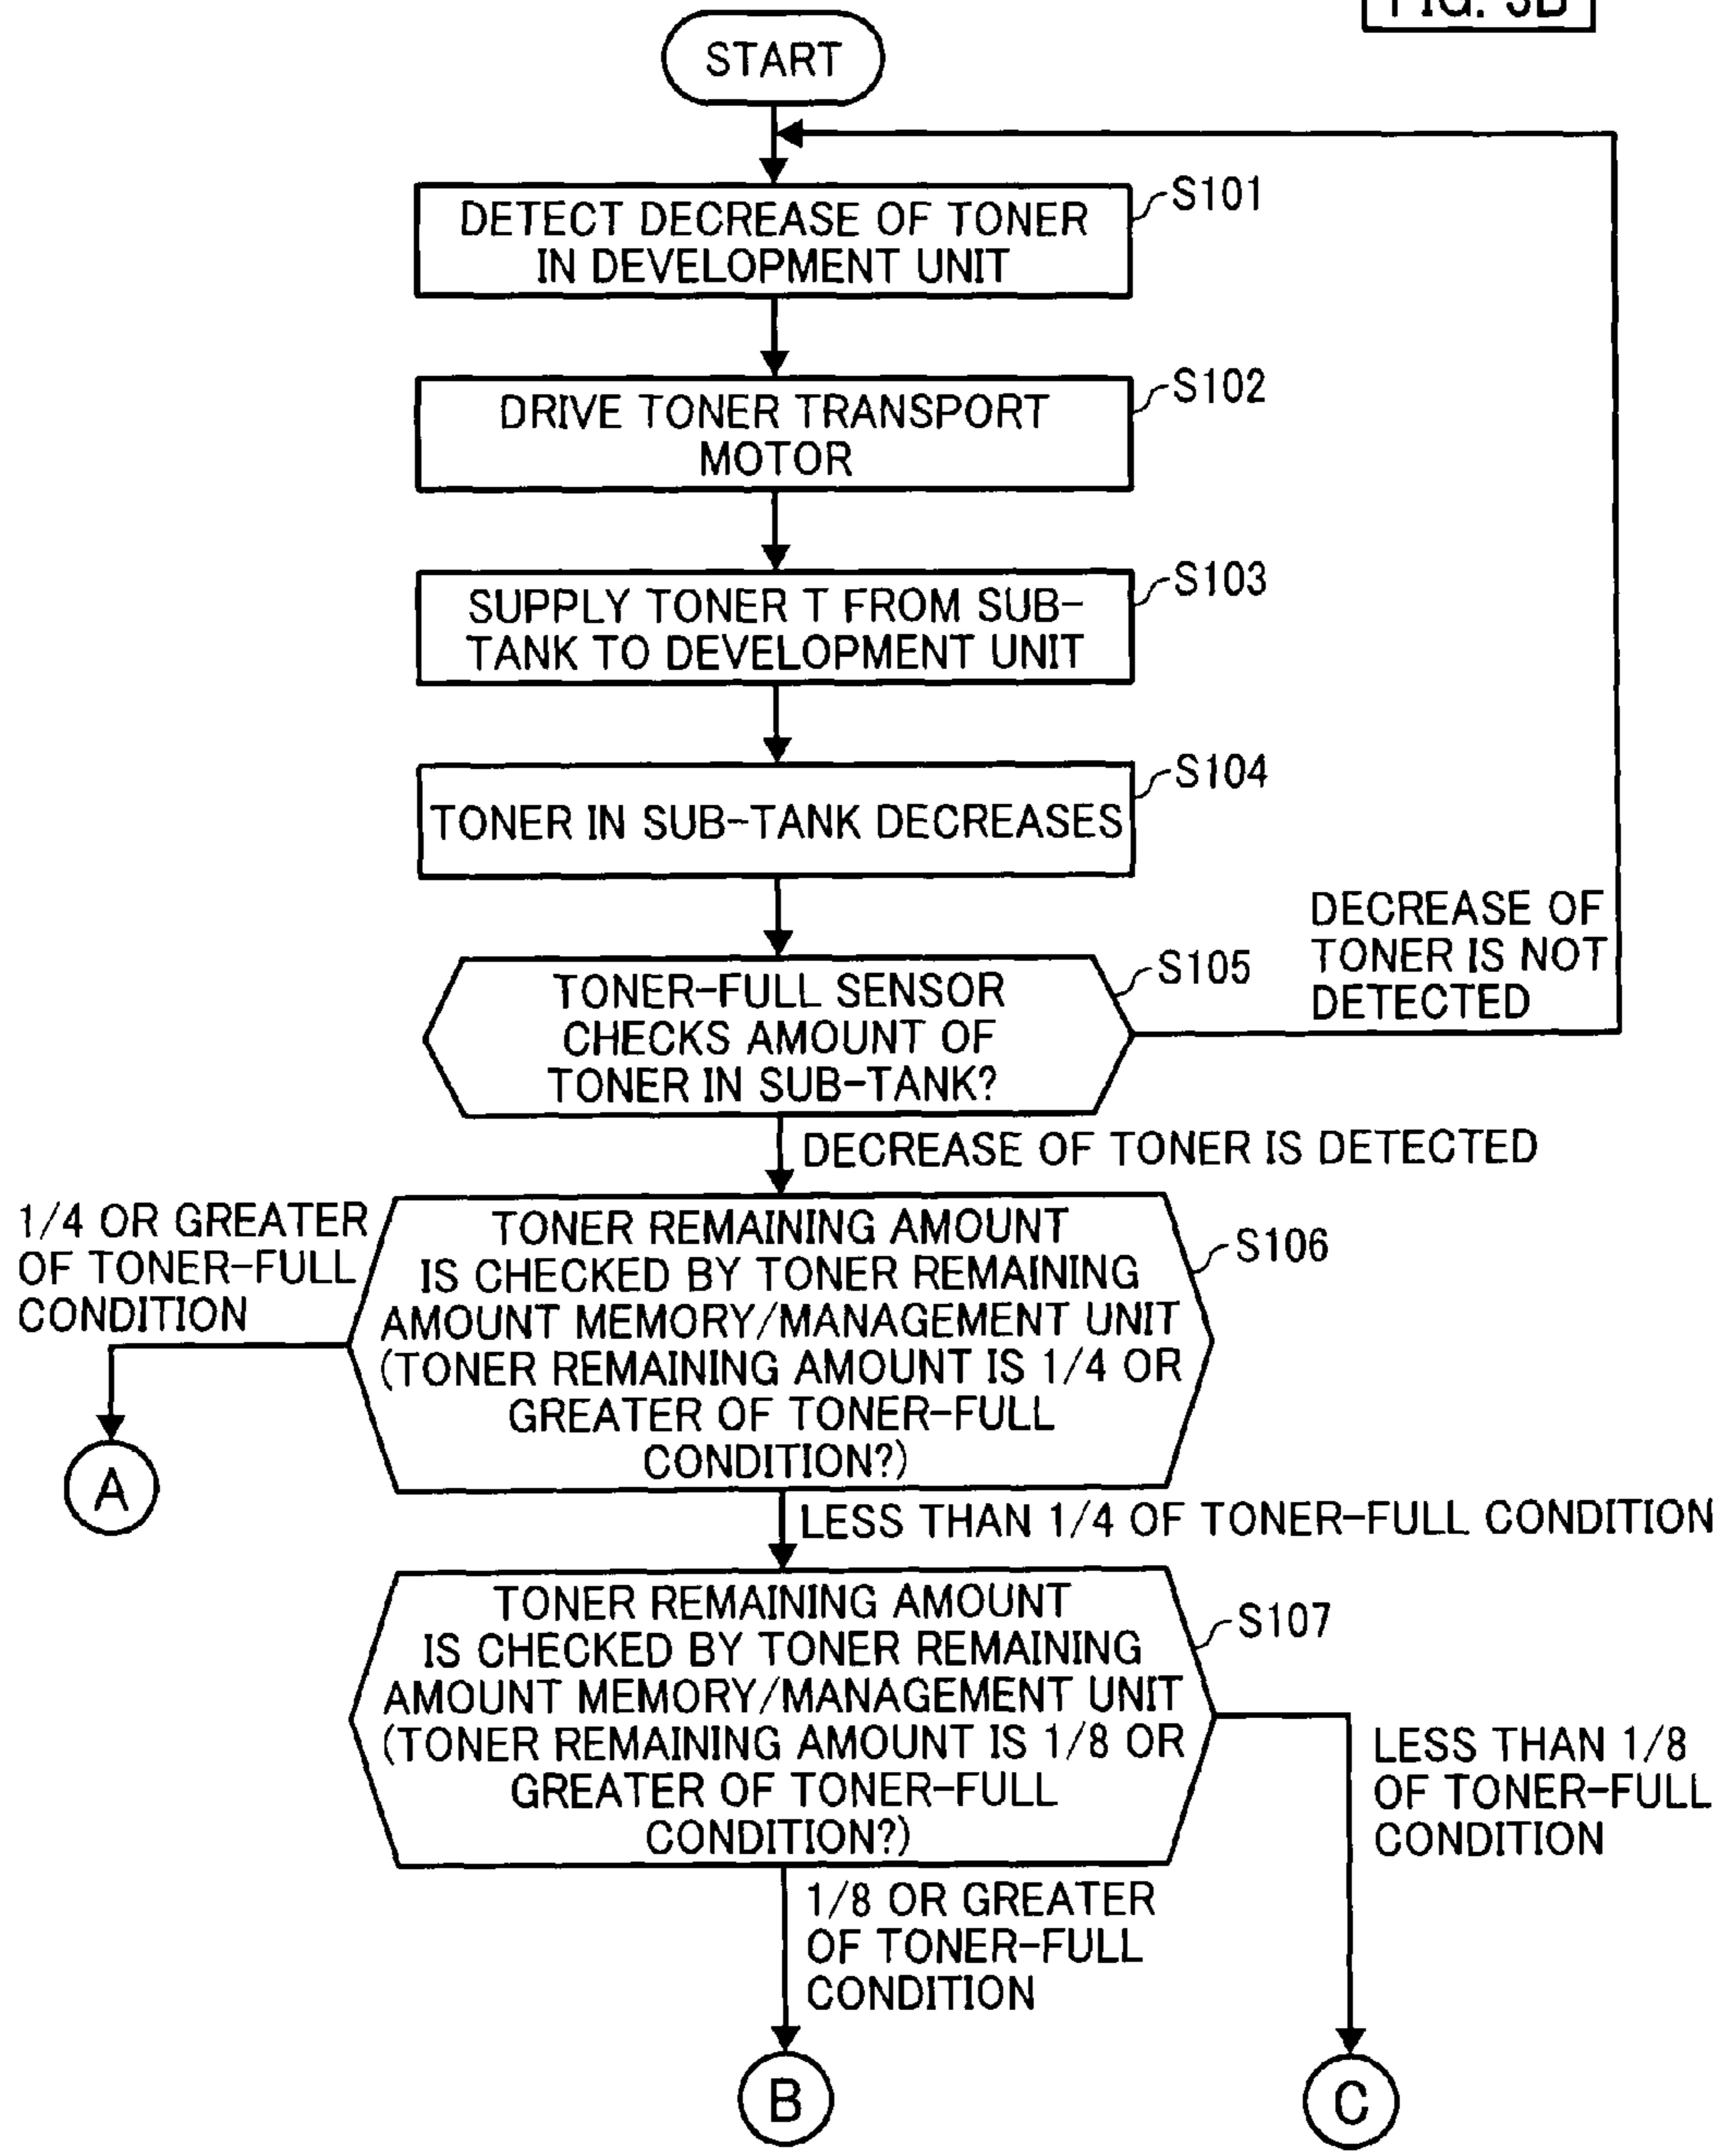 FIG. 3B
START
DETECT DECREASE OF TONER
IN DEVELOPMENT UNIT
S101
DRIVE TONER TRANSPORT
MOTOR
S102
SUPPLY TONER T FROM SUB-
TANK TO DEVELOPMENT UNIT
S103
TONER IN SUB-TANK DECREASES
S104
TONER-FULL SENSOR
CHECKS AMOUNT OF
TONER IN SUB-TANK?
S105
DECREASE OF
TONER IS NOT
DETECTED
DECREASE OF TONER IS DETECTED
1/4 OR GREATER
OF TONER-FULL
CONDITION
TONER REMAINING AMOUNT
IS CHECKED BY TONER REMAINING
AMOUNT MEMORY/MANAGEMENT UNIT
(TONER REMAINING AMOUNT IS 1/4 OR
GREATER OF TONER-FULL
CONDITION?)
S106
A
LESS THAN 1/4 OF TONER-FULL CONDITION
TONER REMAINING AMOUNT
IS CHECKED BY TONER REMAINING
AMOUNT MEMORY/MANAGEMENT UNIT
(TONER REMAINING AMOUNT IS 1/8 OR
GREATER OF TONER-FULL
CONDITION?)
S107
LESS THAN 1/8
OF TONER-FULL
CONDITION
1/8 OR GREATER
OF TONER-FULL
CONDITION
B
C